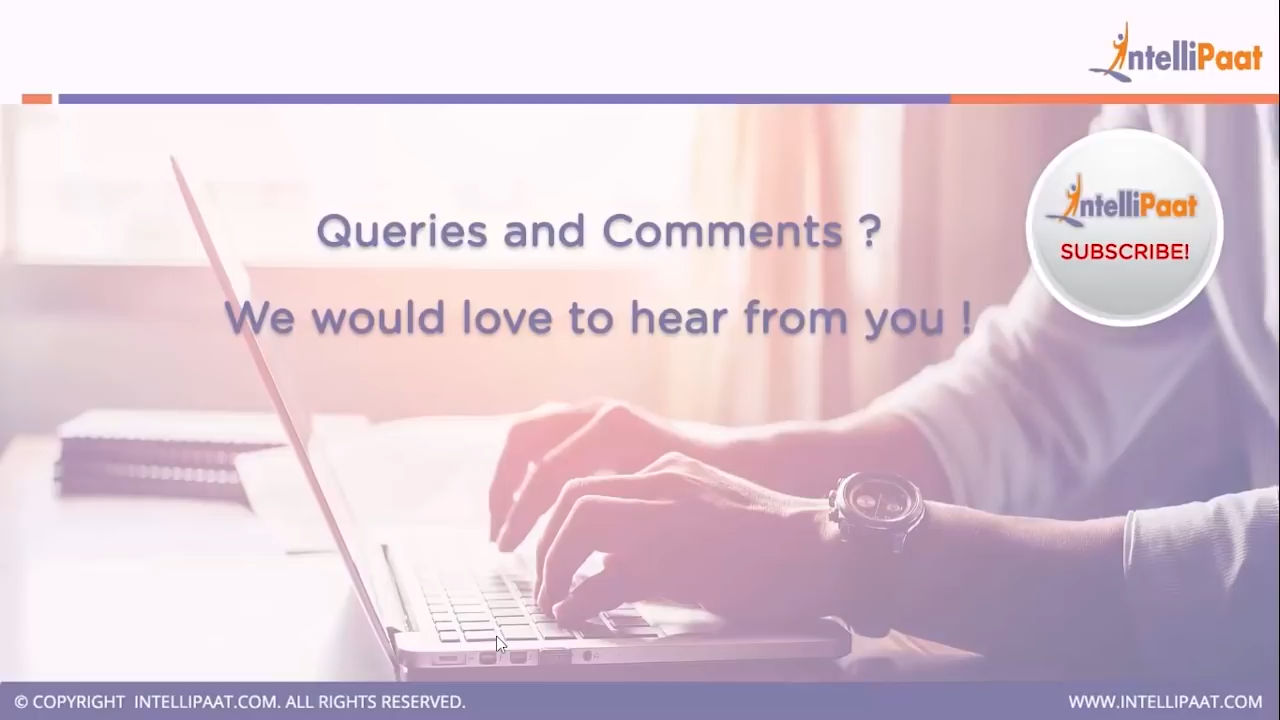 IntelliPaat
Queries and Comments ?
We would love to hear from you !
IntelliPaat
SUBSCRIBE!
© COPYRIGHT INTELLIPAAT.COM. ALL RIGHTS RESERVED.
WWW.INTELLIPAAT.COM